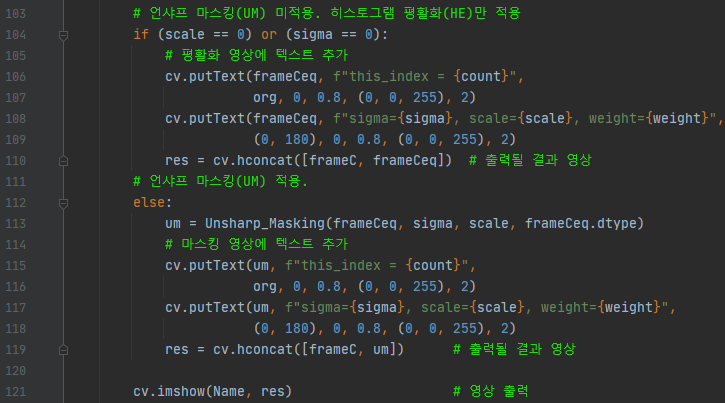 103 # 언샤프 마스킹(UM) 미적용. 히스토그램 평활화(HE)만 적용
104 if (scale == 0) or (sigma == 0):
105 # 평활화 영상에 텍스트 추가
106 cv.putText(frameCeq, f"this_index = {count}",
107 org, 0, 0.8, (0, 0, 255), 2)
108 cv.putText(frameCeq, f"sigma={sigma}, scale={scale}, weight={weight}",
109 (0, 180), 0, 0.8, (0, 0, 255), 2)
110 res = cv.hconcat([frameC, frameCeq]) # 출력될 결과 영상
111 # 언샤프 마스킹(UM) 적용.
112 else:
113 um = Unsharp_Masking(frameCeq, sigma, scale, frameCeq.dtype)
114 # 마스킹 영상에 텍스트 추가
115 cv.putText(um, f"this_index = {count}",
116 org, 0, 0.8, (0, 0, 255), 2)
117 cv.putText(um, f"sigma={sigma}, scale={scale}, weight={weight}",
118 (0, 180), 0, 0.8, (0, 0, 255), 2)
119 res = cv.hconcat([frameC, um]) # 출력될 결과 영상
120
121 cv.imshow(Name, res) # 영상 출력